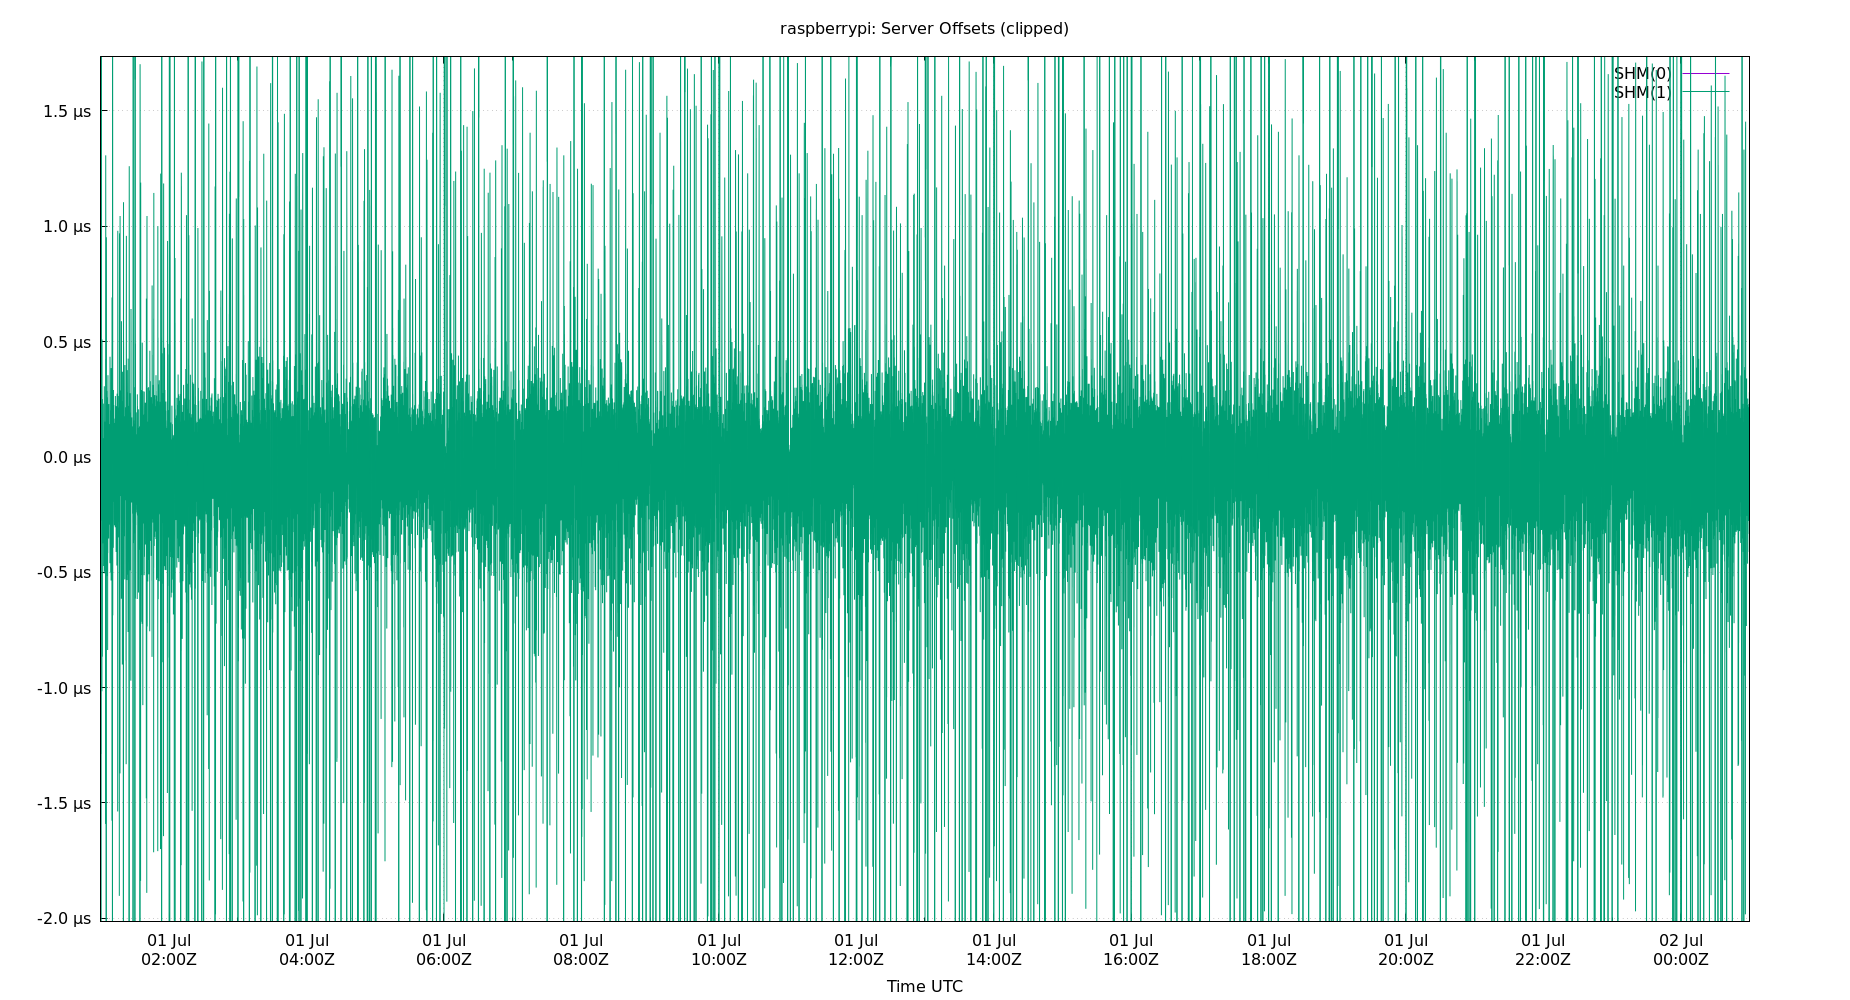 raspberrypi: Server Offsets (clipped)
SHM(0)
SHM(1)
1.5 µs
1.0 µs
0.5 µs
0.0 µs
-0.5 µs
-1.0 µs
-1.5 µs
-2.0 µs
01 Jul 01 Jul 01 Jul 01 Jul 01 Jul 01 Jul 01 Jul 01 Jul 01 Jul 01 Jul 01 Jul 02 Jul
02:00Z 04:00Z 06:00Z 08:00Z 10:00Z 12:00Z 14:00Z 16:00Z 18:00Z 20:00Z 22:00Z 00:00Z
Time UTC